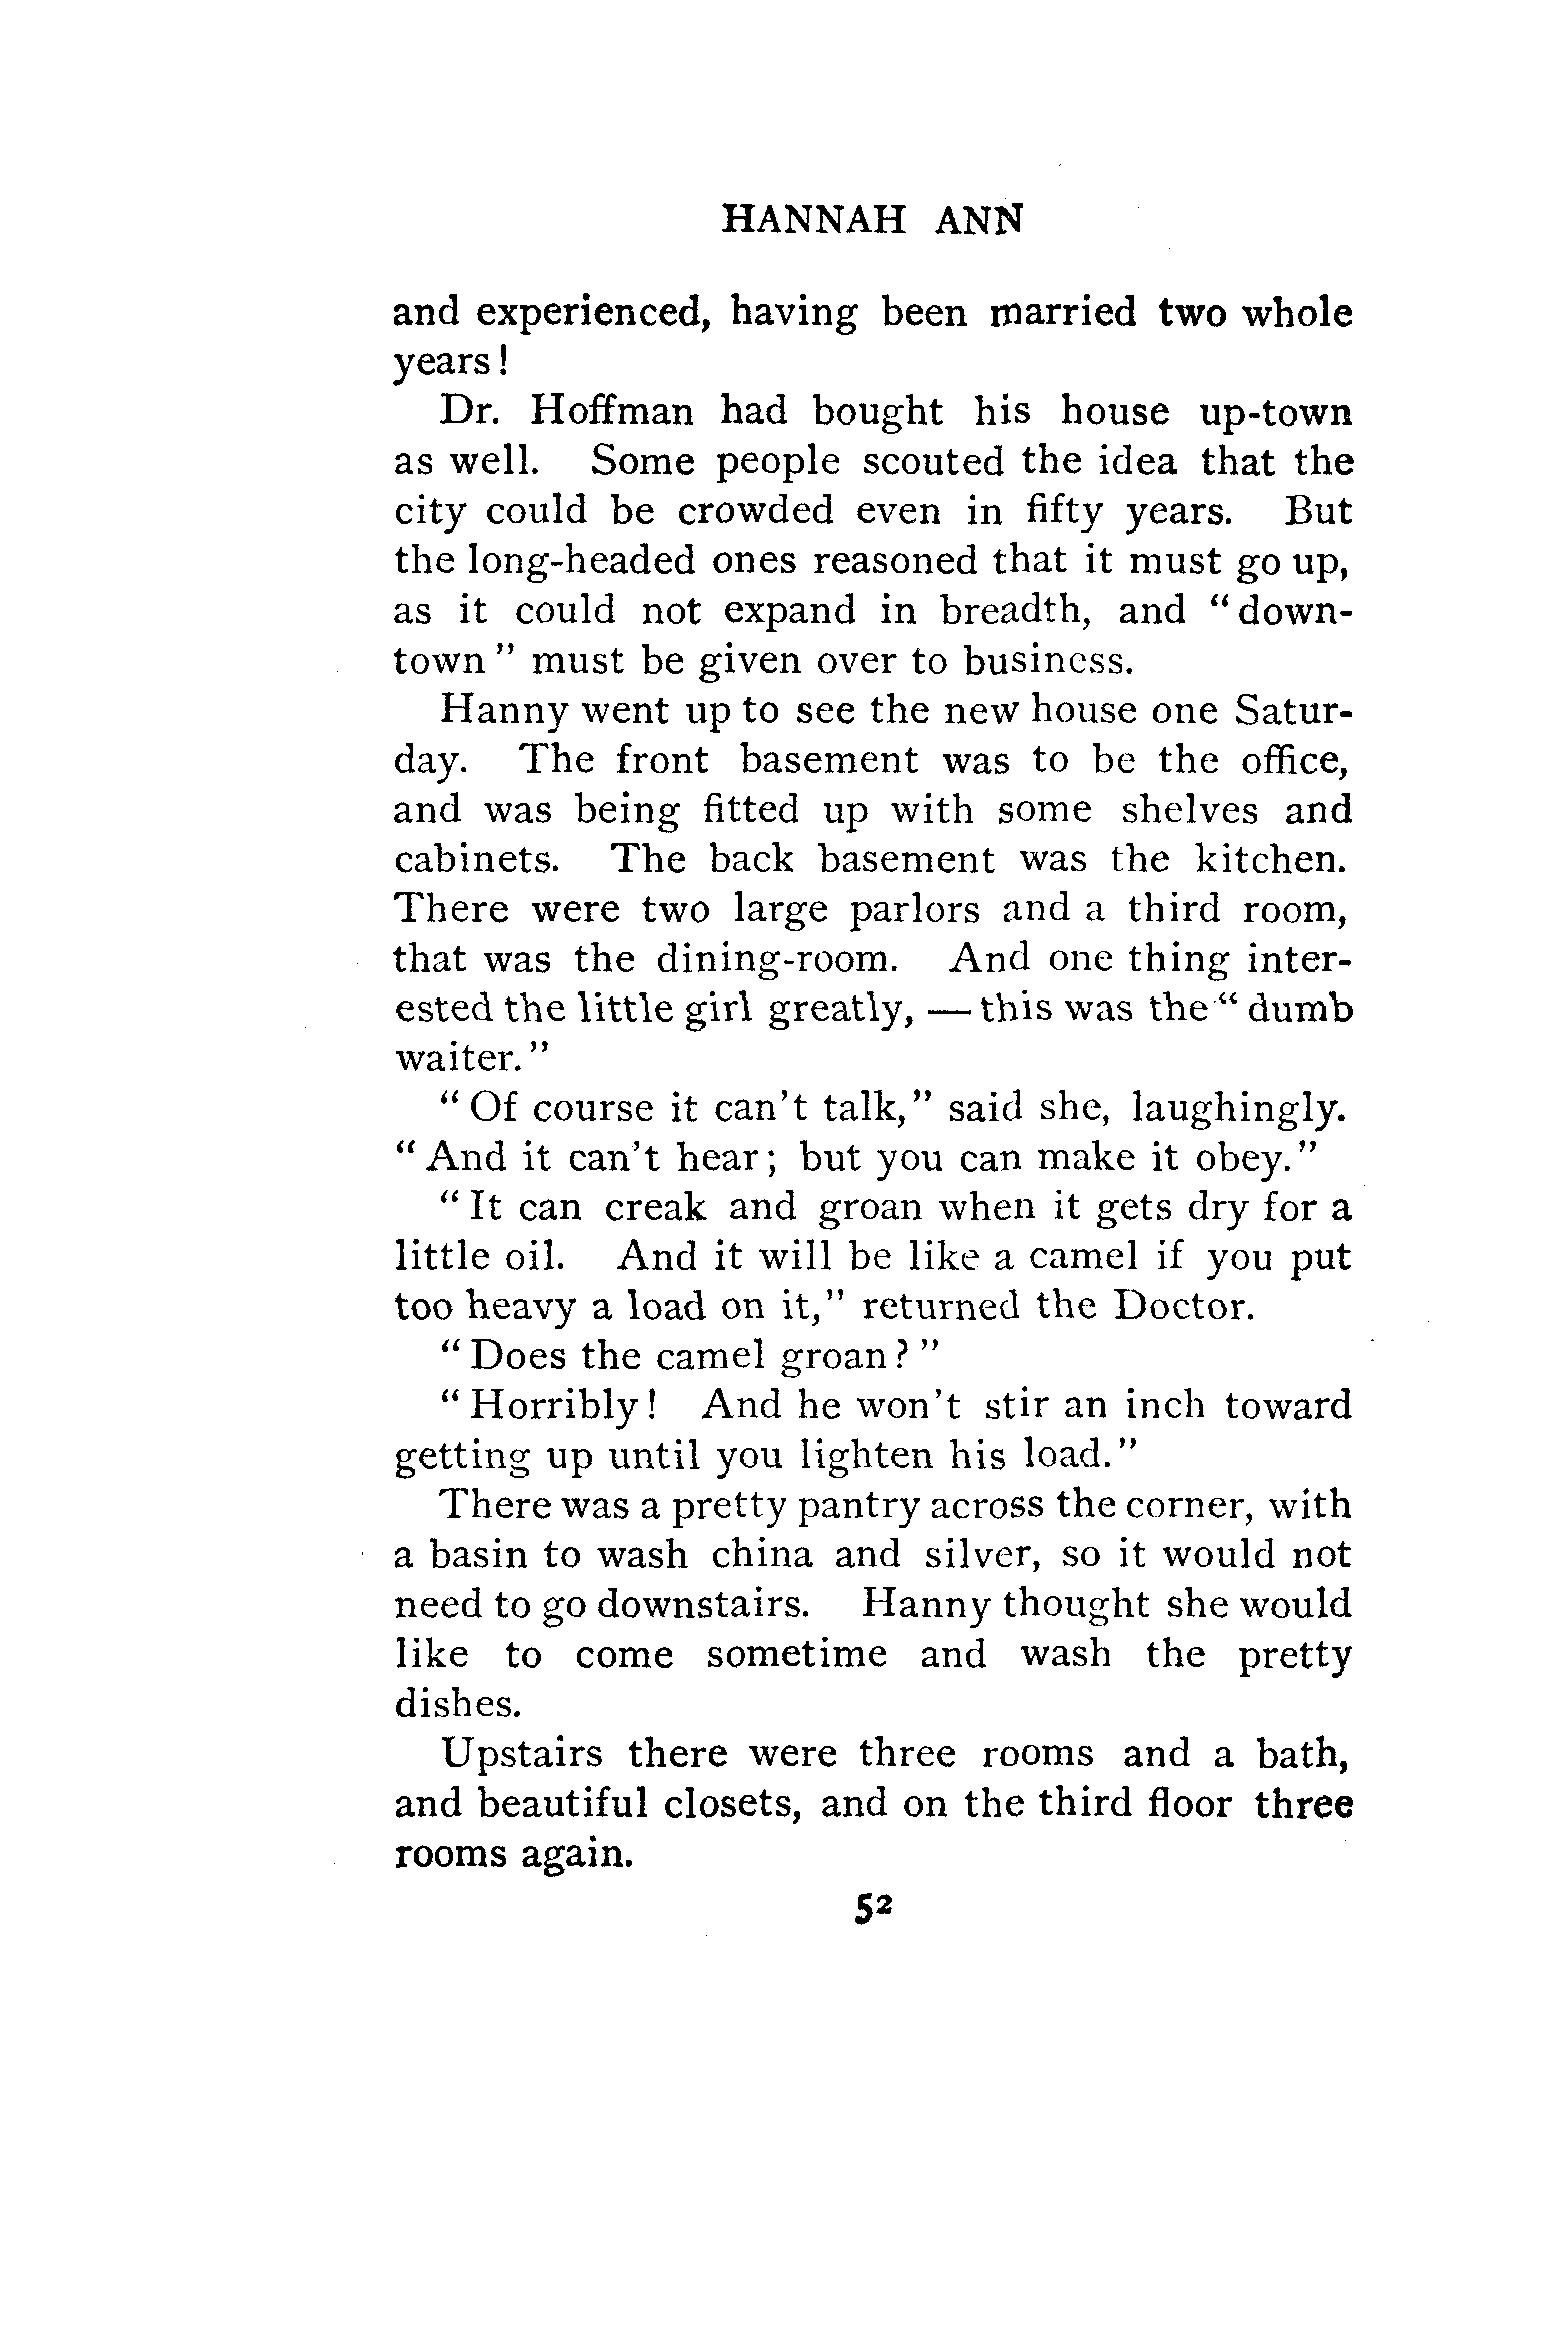 HANNAH ANN
and experienced, having been married two whole
years!
Dr. Hoffman had bought his house up-town
as well. Some people scouted the idea that the
city could be crowded even in fifty years. But
the long-headed ones reasoned that it must go up,
as it could not expand in breadth, and "down-
town" must be given over to business.
Hanny went up to see the new house one Satur-
day. The front basement was to be the office,
and was being fitted up with some shelves and
cabinets. The back basement was the kitchen.
There were two large parlors and a third room,
that was the dining-room. And one thing inter-
ested the little girl greatly, — this was the "dumb
waiter."
"Of course it can't talk," said she, laughingly.
"And it can't hear; but you can make it obey."
"It can creak and groan when it gets dry for a
little oil. And it will be like a camel if you put
too heavy a load on it," returned the Doctor.
"Does the camel groan?"
"Horribly! And he won't stir an inch toward
getting up until you lighten his load."
There was a pretty pantry across the corner, with
a basin to wash china and silver, so it would not
need to go downstairs. Hanny thought she would
like to come sometime and wash the pretty
dishes.
Upstairs there were three rooms and a bath,
and beautiful closets, and on the third floor three
rooms again.
52